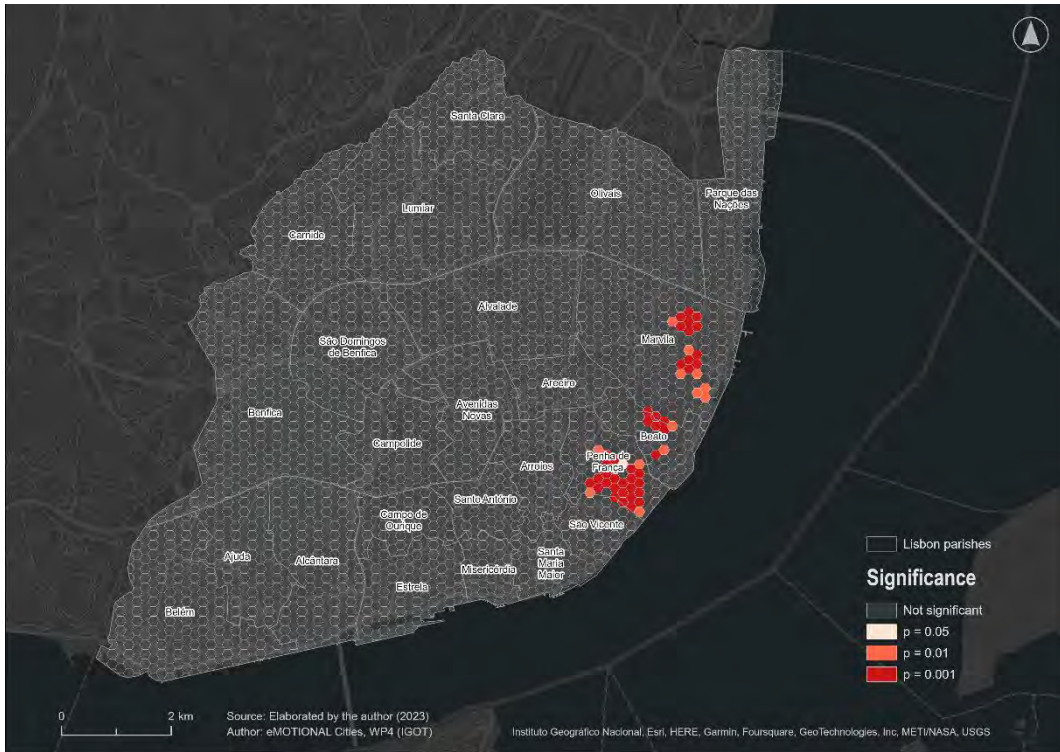 Santa Clara
Olivais
Parque das
Nações
Lumiar
Carnide
Alvalade
Marvila
São Domingos
de Benfica
Areeiro
Avenidas
Novas
Benfica
Beato
Campolide
Penha de
França
Arroios
Santo António
Campo de
Ourique
São Vicente
Santa
Maria
Maior
Ajuda
Alcântara
Misericórdia
Estrela
Belém
Lisbon parishes
Significance
Not significant
p = 0.05
p = 0.01
p = 0.001
0
2 km
Source: Elaborated by the author (2023)
Author: eMOTIONAL Cities, WP4 (IGOT)
Instituto Geográfico Nacional, Esri, HERE, Garmin, Foursquare, GeoTechnologies, Inc, METI/NASA, USGS